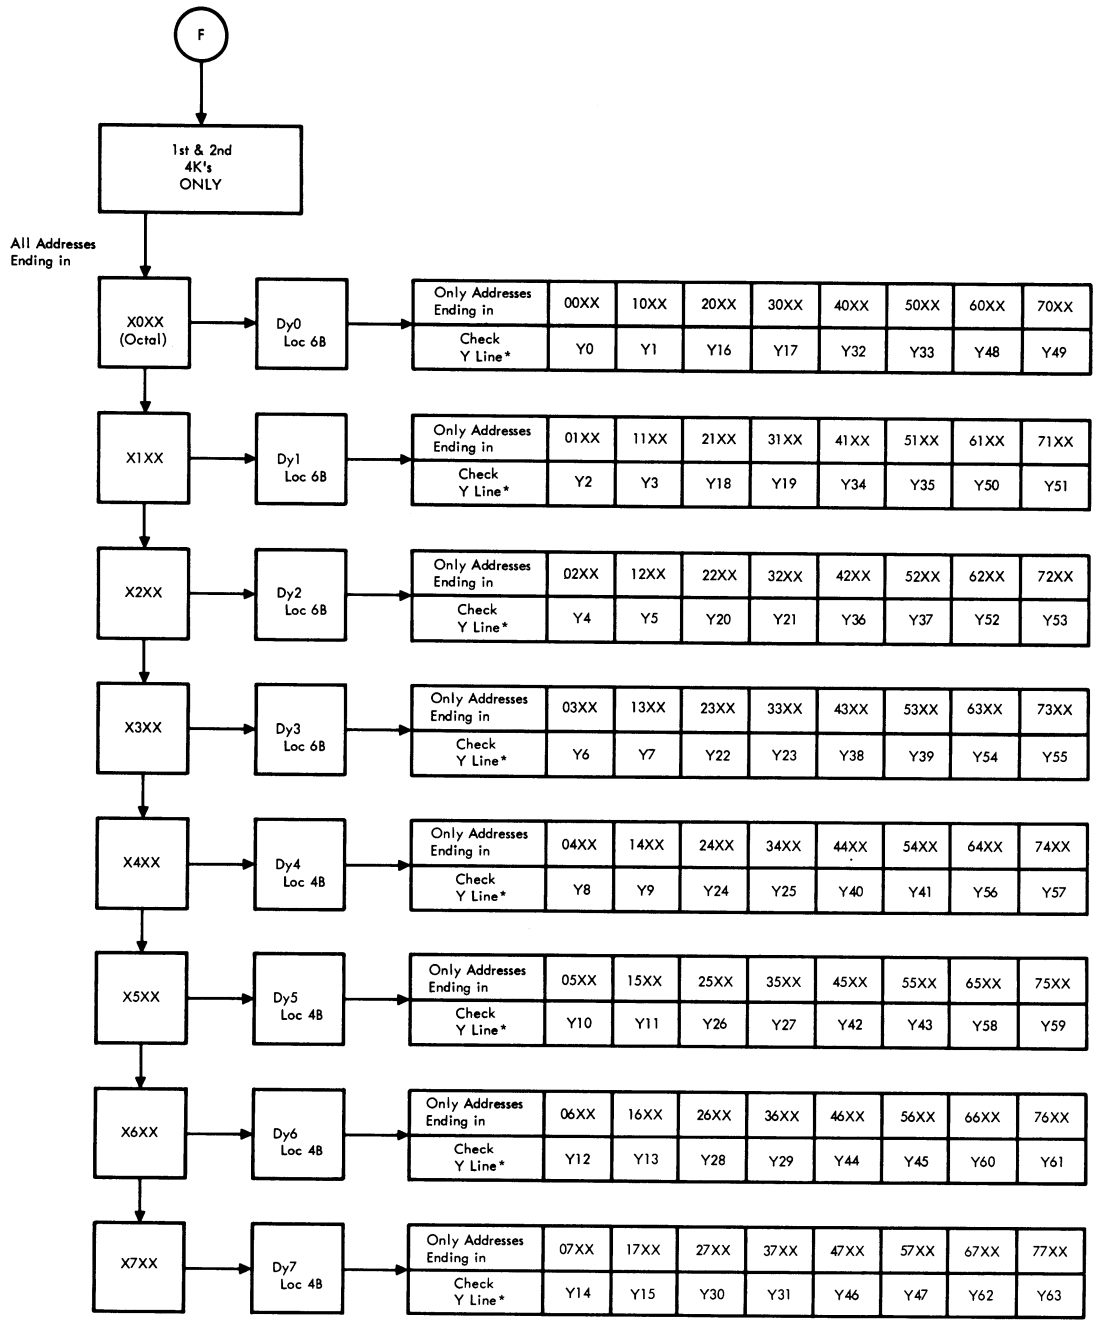 F
1st & 2nd
4K's
ONLY
All Addresses
Ending in
X0XX
(Octal)
Dy0
Loc 6B
Only Addresses
Ending in
00XX 10XX 20XX 30XX 40XX 50XX 60XX 70XX
Check
Y Line*
Y0 Y1 Y16 Y17 Y32 Y33 Y48 Y49
X1XX
Dy1
Loc 6B
Only Addresses
Ending in
01XX 11XX 21XX 31XX 41XX 51XX 61XX 71XX
Check
Y Line*
Y2 Y3 Y18 Y19 Y34 Y35 Y50 Y51
X2XX
Dy2
Loc 6B
Only Addresses
Ending in
02XX 12XX 22XX 32XX 42XX 52XX 62XX 72XX
Check
Y Line*
Y4 Y5 Y20 Y21 Y36 Y37 Y52 Y53
X3XX
Dy3
Loc 6B
Only Addresses
Ending in
03XX 13XX 23XX 33XX 43XX 53XX 63XX 73XX
Check
Y Line*
Y6 Y7 Y22 Y23 Y38 Y39 Y54 Y55
X4XX
Dy4
Loc 4B
Only Addresses
Ending in
04XX 14XX 24XX 34XX 44XX 54XX 64XX 74XX
Check
Y Line*
Y8 Y9 Y24 Y25 Y40 Y41 Y56 Y57
X5XX
Dy5
Loc 4B
Only Addresses
Ending in
05XX 15XX 25XX 35XX 45XX 55XX 65XX 75XX
Check
Y Line*
Y10 Y11 Y26 Y27 Y42 Y43 Y58 Y59
X6XX
Dy6
Loc 4B
Only Addresses
Ending in
06XX 16XX 26XX 36XX 46XX 56XX 66XX 76XX
Check
Y Line*
Y12 Y13 Y28 Y29 Y44 Y45 Y60 Y61
X7XX
Dy7
Loc 4B
Only Addresses
Ending in
07XX 17XX 27XX 37XX 47XX 57XX 67XX 77XX
Check
Y Line*
Y14 Y15 Y30 Y31 Y46 Y47 Y62 Y63